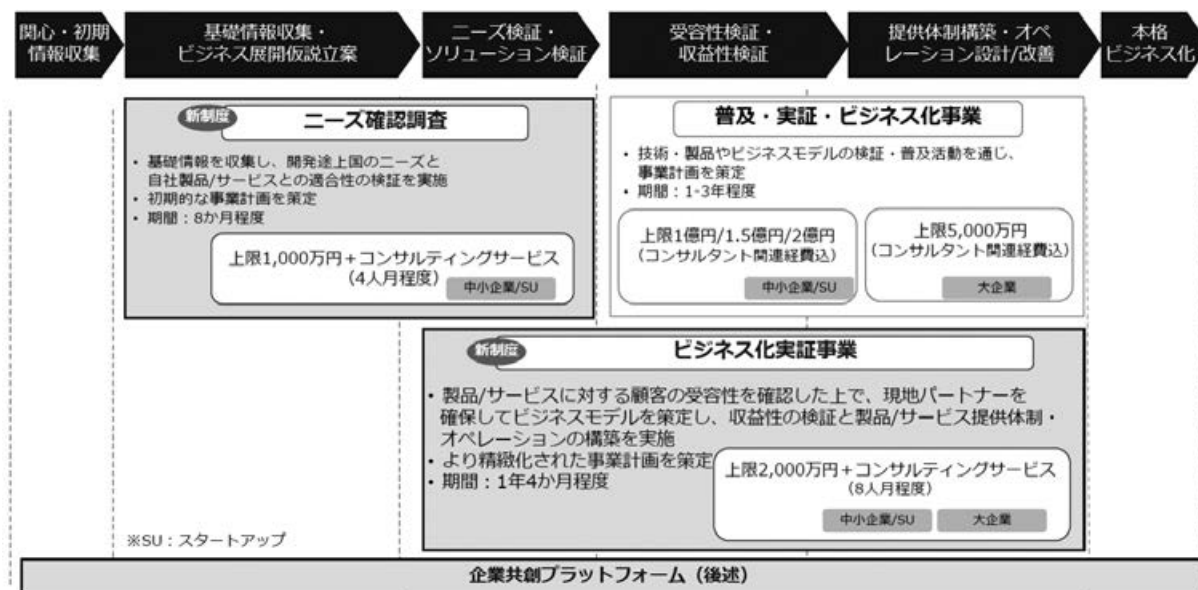 関心・初期
情報収集
基礎情報収集・
ビジネス展開仮説立案
ニーズ検証・
ソリューション検証
受容性検証・
収益性検証
提供体制構築・オペ
レーション設計/改善
本格
ビジネス化
新制度
ニーズ確認調査
・ 基礎情報を収集し、開発途上国のニーズと
自社製品/サービスとの適合性の検証を実施
・ 初期的な事業計画を策定
・ 期間：8か月程度
上限1,000万円＋コンサルティングサービス
（4人月程度）
中小企業/SU
普及・実証・ビジネス化事業
・ 技術・製品やビジネスモデルの検証・普及活動を通じ、
事業計画を策定
・ 期間：1-3年程度
上限1億円/1.5億円/2億円
（コンサルタント関連経費込）
中小企業/SU
上限5,000万円
（コンサルタント関連経費込）
大企業
新制度
ビジネス化実証事業
・ 製品/サービスに対する顧客の受容性を確認した上で、現地パートナーを
確保してビジネスモデルを策定し、収益性の検証と製品/サービス提供体制・
オペレーションの構築を実施
・ より精緻化された事業計画を策定
・ 期間：1年4か月程度
上限2,000万円＋コンサルティングサービス
（8人月程度）
中小企業/SU
大企業
※SU：スタートアップ
企業共創プラットフォーム（後述）